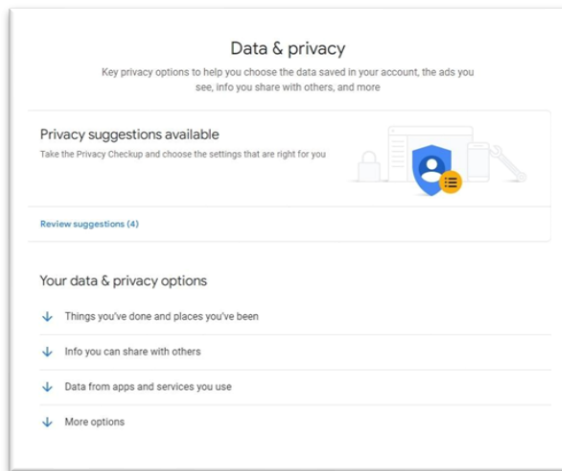 Data & privacy
Key privacy options to help you choose the data saved in your account, the ads you
see, info you share with others, and more
Privacy suggestions available
Take the Privacy Checkup and choose the settings that are right for you
Review suggestions (4)
Your data & privacy options
Things you've done and places you've been
Info you can share with others
Data from apps and services you use
More options